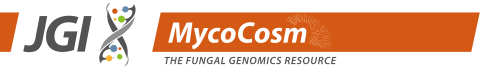 JGI MycoCosm
THE FUNGAL GENOMICS RESOURCE